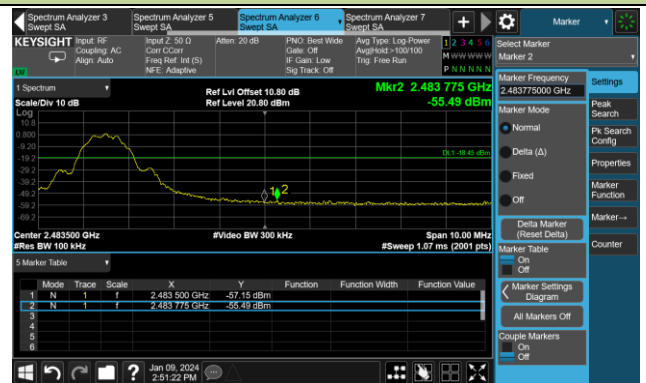 Spectrum Analyzer 3
Swept SA
Spectrum Analyzer 5
Swept SA
Spectrum Analyzer 6
Swept SA
Spectrum Analyzer 7
Swept SA
Marker
KEYSIGHT
Input: RF
Coupling: AC
Align: Auto
Input Z: 50 Ω
Corr CCorr
Freq Ref: Int (S)
NFE: Adaptive
Atten: 20 dB
PNO: Best Wide
Gate: Off
IF Gain: Low
Sig Track: Off
Avg Type: Log-Power
Avg|Hold:>100/100
Trig: Free Run
1 2 3 4 5 6
M W W W W W
P N N N N N
Select Marker
Marker 2
1 Spectrum
Scale/Div 10 dB
Log
Ref Lvl Offset 10.80 dB
Ref Level 20.80 dBm
Mkr2 2.483 775 GHz
-55.49 dBm
10.8
0.800
-9.20
-19.2
-29.2
-39.2
-49.2
-59.2
-69.2
DL1 -18.45 dBm
1
2
Center 2.483500 GHz
#Res BW 100 kHz
#Video BW 300 kHz
Span 10.00 MHz
#Sweep 1.07 ms (2001 pts)
5 Marker Table
Mode Trace Scale X Y Function Function Width Function Value
1 N 1 f 2.483 500 GHz -57.15 dBm
2 N 1 f 2.483 775 GHz -55.49 dBm
3
4
5
6
Marker Frequency
2.483775000 GHz
Marker Mode
Normal
Delta (Δ)
Fixed
Off
Delta Marker
(Reset Delta)
Marker Table
On
Off
Marker Settings
Diagram
All Markers Off
Couple Markers
On
Off
Settings
Peak
Search
Pk Search
Config
Properties
Marker
Function
Marker→
Counter
Jan 09, 2024
2:51:22 PM